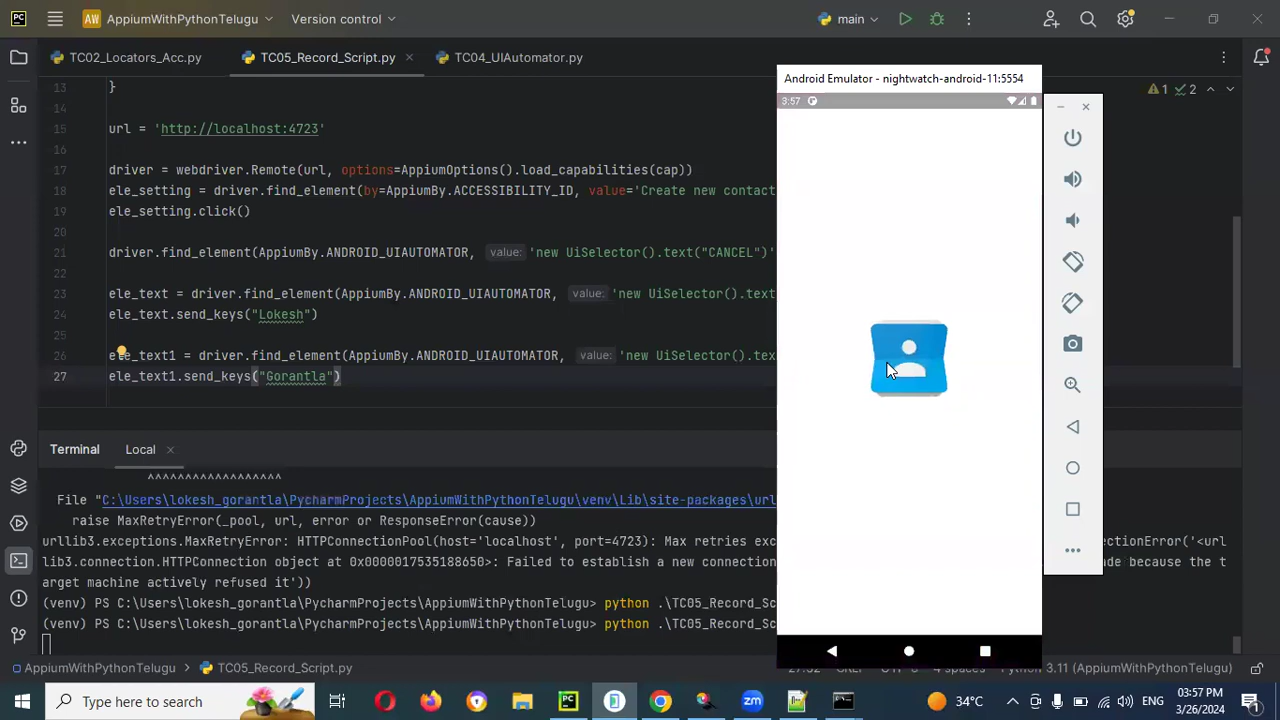 PC AW AppiumWithPythonTelugu Version control main
TC02_Locators_Acc.py TC05_Record_Script.py TC04_UIAutomator.py
Android Emulator - nightwatch-android-11:5554
3:57
1 2
13 }
14
15 url = 'http://localhost:4723'
16
17 driver = webdriver.Remote(url, options=AppiumOptions().load_capabilities(cap))
18 ele_setting = driver.find_element(by=AppiumBy.ACCESSIBILITY_ID, value='Create new contact
19 ele_setting.click()
20
21 driver.find_element(AppiumBy.ANDROID_UIAUTOMATOR, value: 'new UiSelector().text("CANCEL")'
22
23 ele_text = driver.find_element(AppiumBy.ANDROID_UIAUTOMATOR, value: 'new UiSelector().tex
24 ele_text.send_keys("Lokesh")
25
26 ele_text1 = driver.find_element(AppiumBy.ANDROID_UIAUTOMATOR, value: 'new UiSelector().tex
27 ele_text1.send_keys("Gorantla")
Terminal Local
^^^^^^^^^^^^^^^^^^
File "C:\Users\lokesh_gorantla\PycharmProjects\AppiumWithPythonTelugu\venv\Lib\site-packages\url
raise MaxRetryError(_pool, url, error or ResponseError(cause))
urllib3.exceptions.MaxRetryError: HTTPConnectionPool(host='localhost', port=4723): Max retries exc ectionError('<url
lib3.connection.HTTPConnection object at 0x0000017535188650>: Failed to establish a new connection de because the t
arget machine actively refused it'))
(venv) PS C:\Users\lokesh_gorantla\PycharmProjects\AppiumWithPythonTelugu> python .\TC05_Record_Sc
(venv) PS C:\Users\lokesh_gorantla\PycharmProjects\AppiumWithPythonTelugu> python .\TC05_Record_Sc
AppiumWithPythonTelugu TC05_Record_Script.py
Type here to search 34°C ENG 03:57 PM
3/26/2024